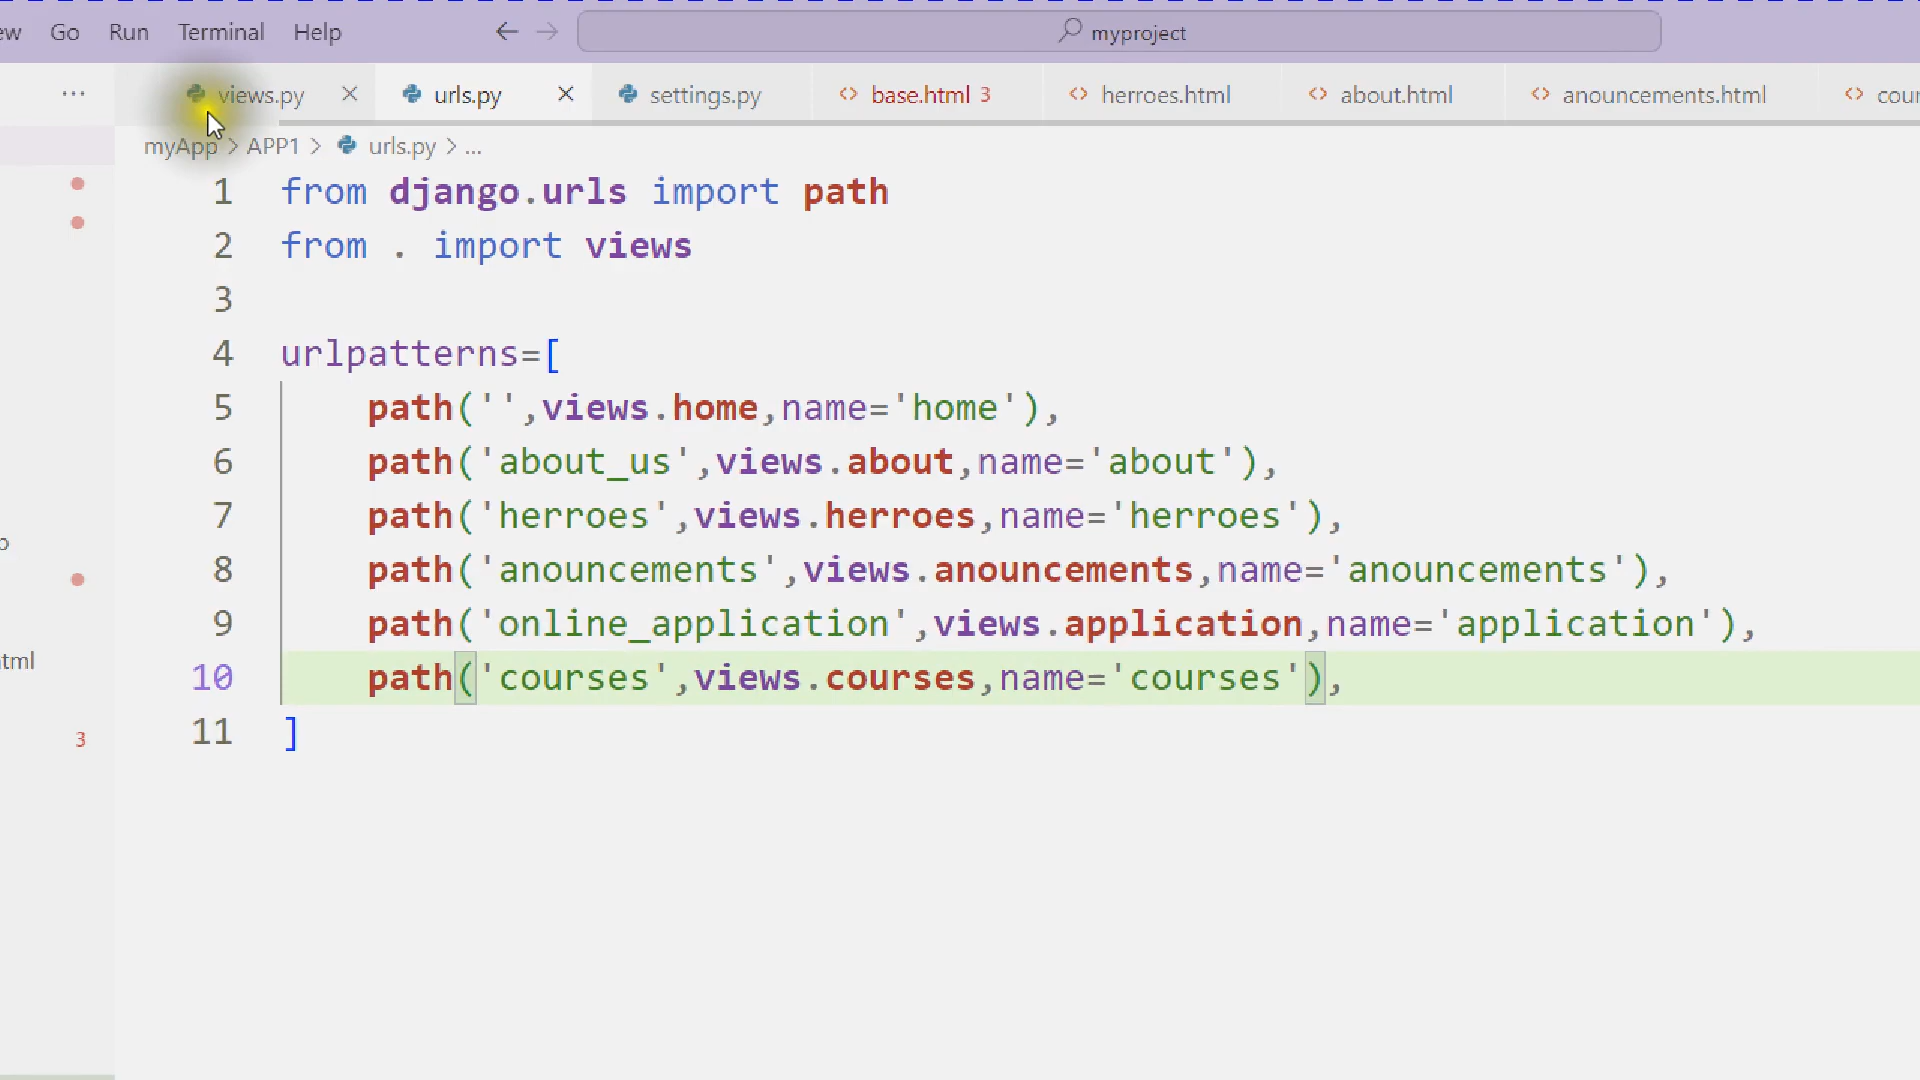 Go Run Terminal Help myproject
... views.py urls.py settings.py base.html 3 herroes.html about.html anouncements.html
myApp > APP1 > urls.py > ...
1 from django.urls import path
2 from . import views
3
4 urlpatterns=[
5 path('',views.home,name='home'),
6 path('about_us',views.about,name='about'),
7 path('herroes',views.herroes,name='herroes'),
8 path('anouncements',views.anouncements,name='anouncements'),
9 path('online_application',views.application,name='application'),
10 path('courses',views.courses,name='courses'),
11 ]
3